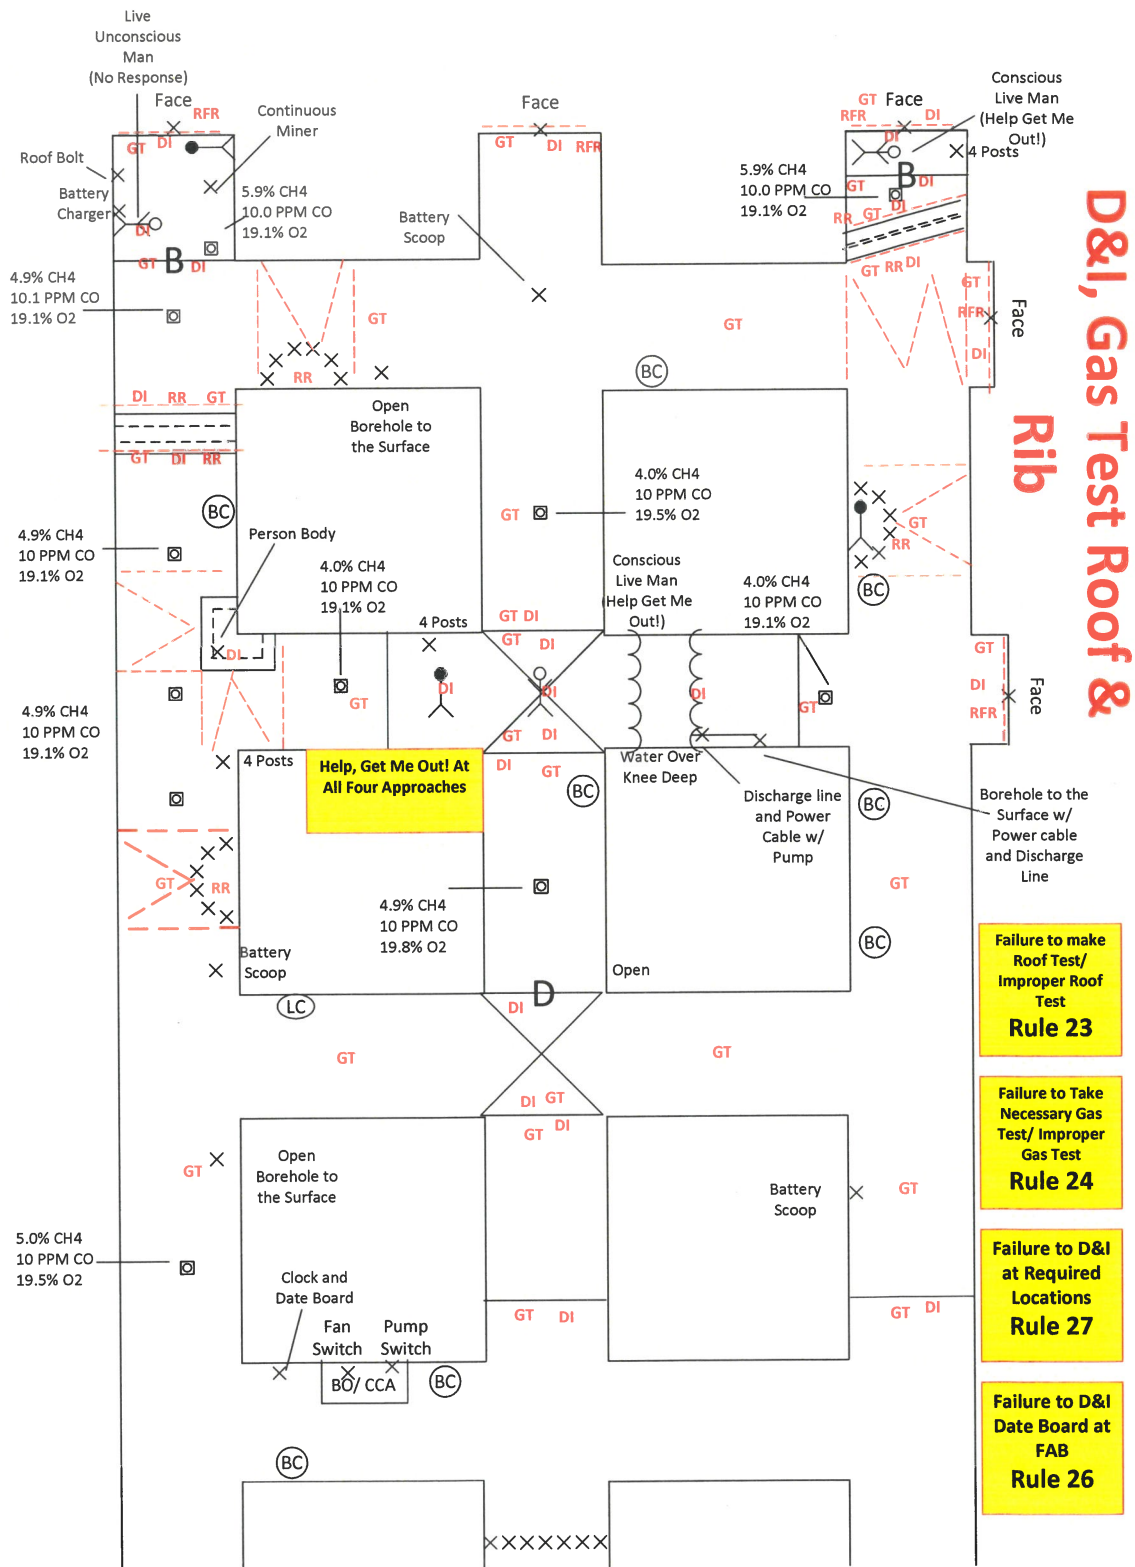 Live
Unconscious
Man
(No Response)
Face
RFR
GT
DI
Continuous
Miner
Roof Bolt
Battery
Charger
DI
5.9% CH4
10.0 PPM CO
19.1% O2
GT
B
DI
4.9% CH4
10.1 PPM CO
19.1% O2
Face
GT
DI
RFR
Battery
Scoop
Conscious
Live Man
(Help Get Me
Out!)
GT
Face
RFR
DI
DI
4 Posts
5.9% CH4
10.0 PPM CO
19.1% O2
GT
B
DI
DI
RR
GT
GT
RR
DI
D&I, Gas Test Roof &
Rib
GT
RFR
DI
Face
GT
GT
RR
BC
DI
RR
GT
GT
DI
RR
Open
Borehole to
the Surface
BC
4.0% CH4
10 PPM CO
19.5% O2
GT
GT
RR
BC
4.9% CH4
10 PPM CO
19.1% O2
Person Body
4.0% CH4
10 PPM CO
19.1% O2
Conscious
Live Man
(Help Get Me
Out!)
4.0% CH4
10 PPM CO
19.1% O2
4 Posts
GT DI
GT
DI
DI
DI
DI
DI
GT
GT
GT
DI
RFR
Face
4.9% CH4
10 PPM CO
19.1% O2
GT
DI
4 Posts
Help, Get Me Out! At
All Four Approaches
DI
GT
BC
Water Over
Knee Deep
Discharge line
and Power
Cable w/
Pump
BC
Borehole to the
Surface w/
Power cable
and Discharge
Line
GT
RR
GT
4.9% CH4
10 PPM CO
19.8% O2
BC
Battery
Scoop
Open
LC
D
DI
Failure to make
Roof Test/
Improper Roof
Test
Rule 23
GT
GT
DI
GT
GT
DI
Failure to Take
Necessary Gas
Test/ Improper
Gas Test
Rule 24
GT
Open
Borehole to
the Surface
Battery
Scoop
GT
5.0% CH4
10 PPM CO
19.5% O2
Clock and
Date Board
Failure to D&I
at Required
Locations
Rule 27
GT
DI
GT
DI
Fan
Switch
Pump
Switch
BO/ CCA
BC
Failure to D&I
Date Board at
FAB
Rule 26
BC